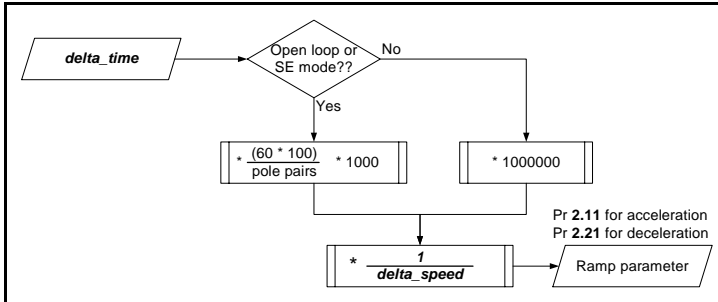 delta_time
Open loop or
SE mode??
No
Yes
* (60 * 100)
pole pairs
* 1000
* 1000000
Pr 2.11 for acceleration
Pr 2.21 for deceleration
* 1
delta_speed
Ramp parameter